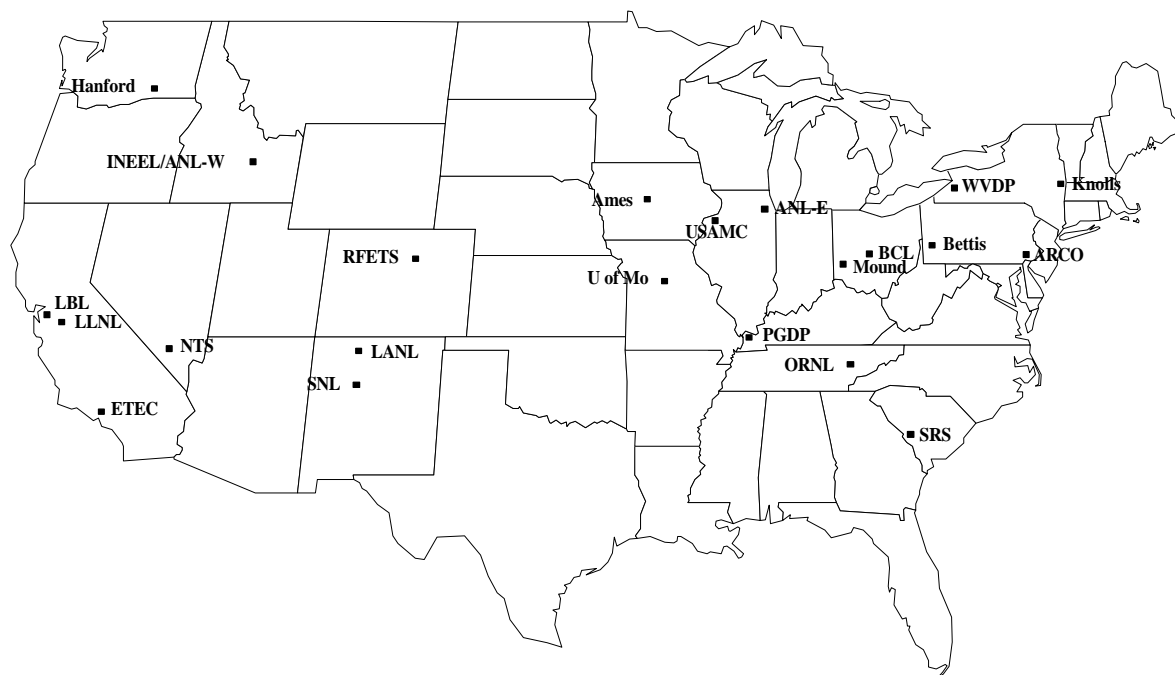 Hanford
INEEL/ANL-W
WVDP
Knolls
Ames
ANL-E
USAMC
RFETS
BCL
Bettis
Mound
ARCO
U of Mo
LBL
LLNL
PGDP
NTS
LANL
ORNL
SNL
ETEC
SRS